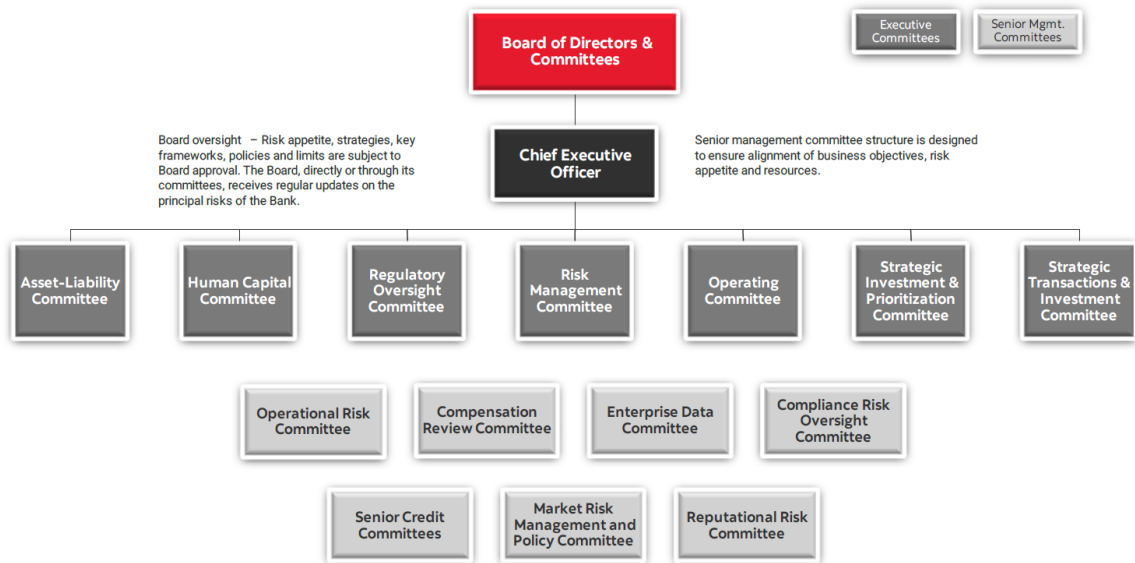 Board of Directors &
Committees
Executive
Committees
Senior Mgmt.
Committees
Board oversight – Risk appetite, strategies, key
frameworks, policies and limits are subject to
Board approval. The Board, directly or through its
committees, receives regular updates on the
principal risks of the Bank.
Chief Executive
Officer
Senior management committee structure is designed
to ensure alignment of business objectives, risk
appetite and resources.
Asset-Liability
Committee
Human Capital
Committee
Regulatory
Oversight
Committee
Risk
Management
Committee
Operating
Committee
Strategic
Investment &
Prioritization
Committee
Strategic
Transactions &
Investment
Committee
Operational Risk
Committee
Compensation
Review Committee
Enterprise Data
Committee
Compliance Risk
Oversight
Committee
Senior Credit
Committees
Market Risk
Management and
Policy Committee
Reputational Risk
Committee